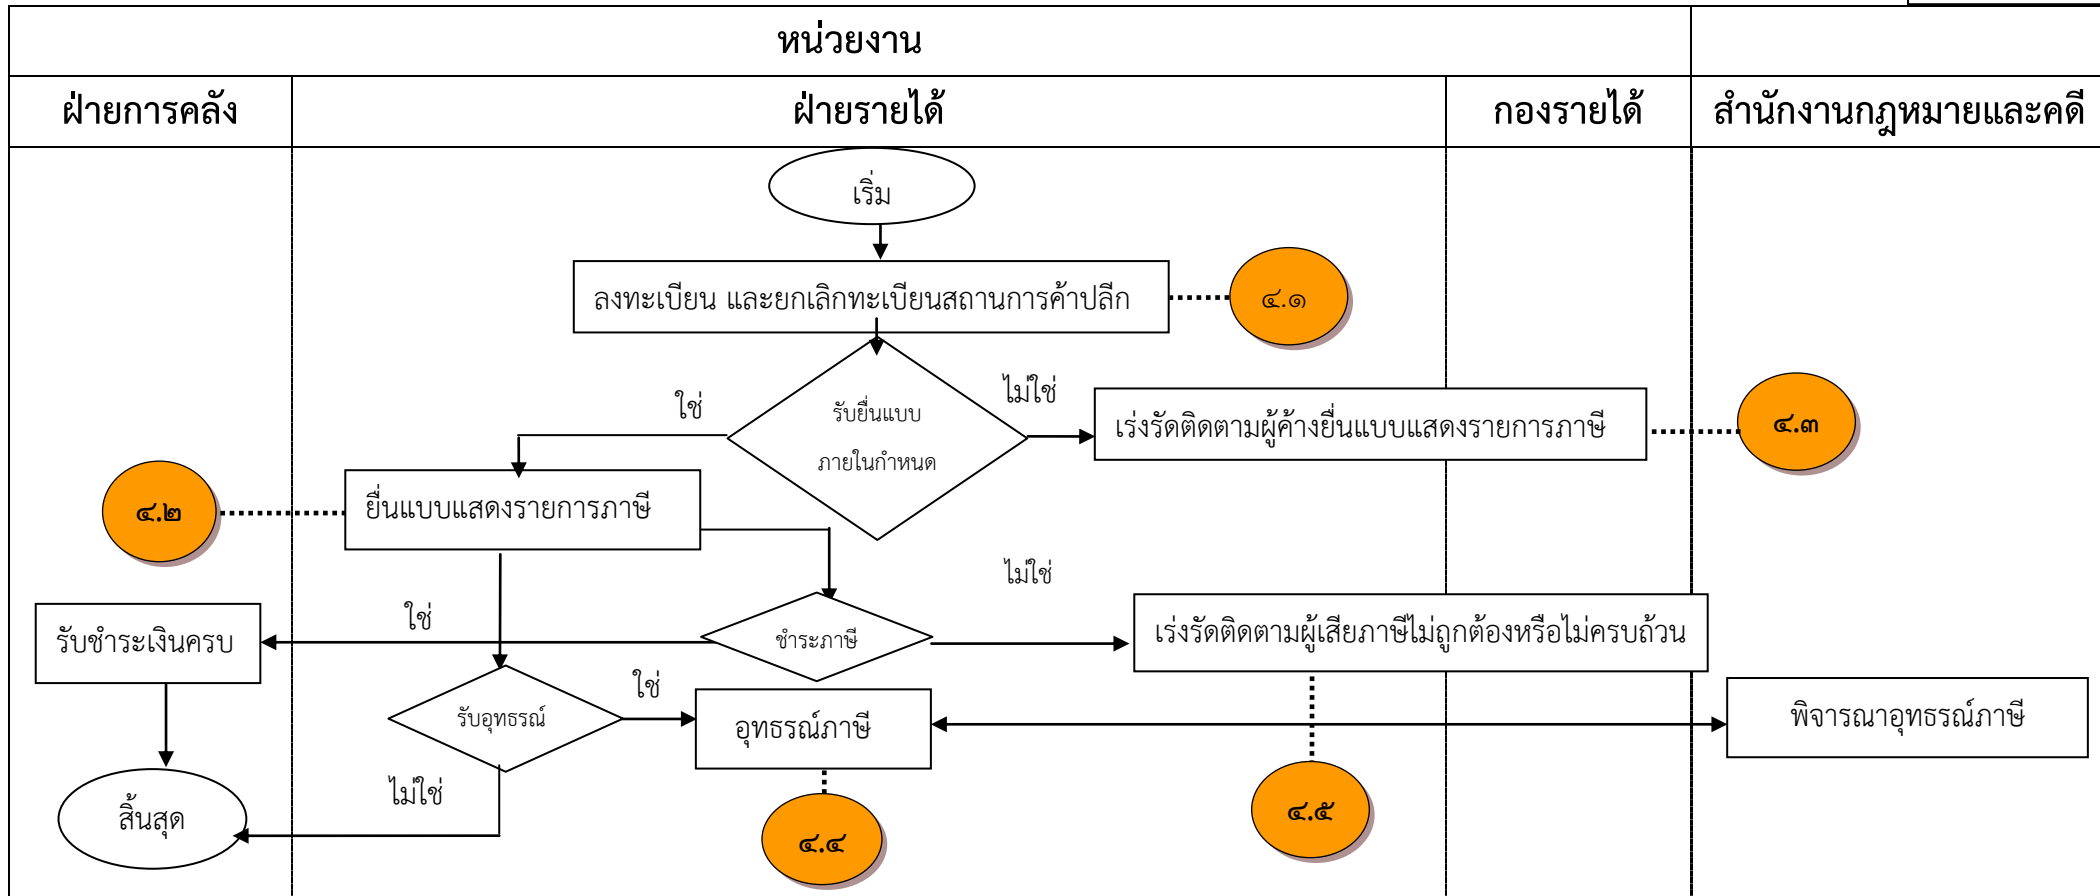 หน่วยงาน
ฝ่ายการคลัง
ฝ่ายรายได้
กองรายได้
สำนักงานกฎหมายและคดี
เริ่ม
ลงทะเบียน และยกเลิกทะเบียนสถานการค้าปลีก
๔.๑
ใช่
รับยื่นแบบ
ภายในกำหนด
ไม่ใช่
เร่งรัดติดตามผู้ค้างยื่นแบบแสดงรายการภาษี
๔.๓
๔.๒
ยื่นแบบแสดงรายการภาษี
ไม่ใช่
รับชำระเงินครบ
ใช่
ชำระภาษี
เร่งรัดติดตามผู้เสียภาษีไม่ถูกต้องหรือไม่ครบถ้วน
รับอุทธรณ์
ใช่
อุทธรณ์ภาษี
พิจารณาอุทธรณ์ภาษี
ไม่ใช่
สิ้นสุด
๔.๔
๔.๕